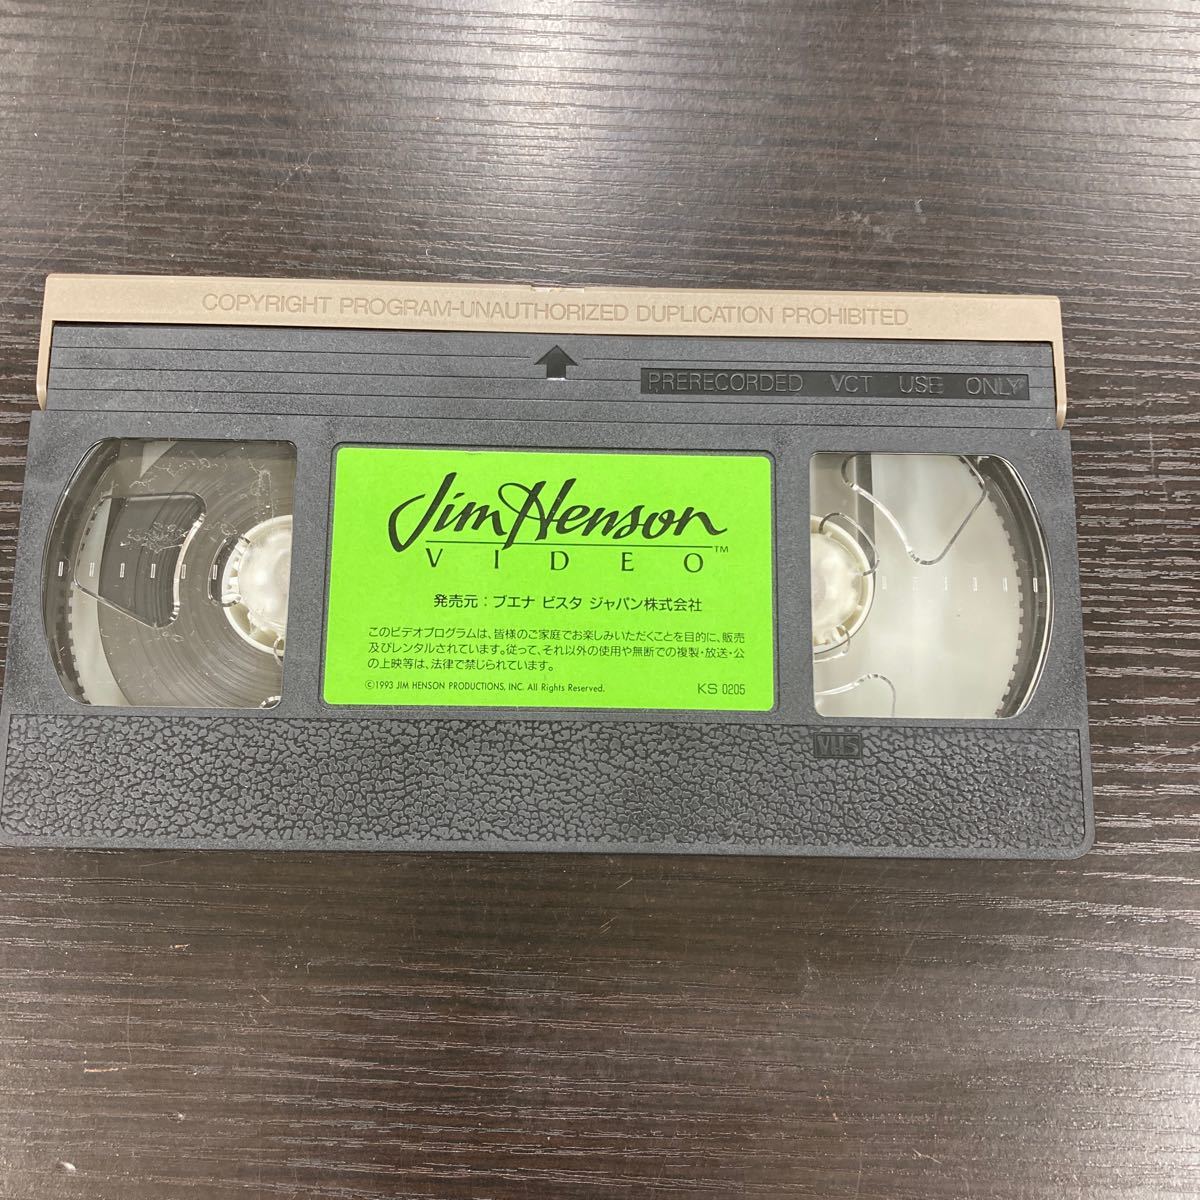 COPYRIGHT PROGRAM-UNAUTHORIZED DUPLICATION PROHIBITED
PRERECORDED VCT USE ONLY
Jim Henson
VIDEO™
発売元：ブエナ ビスタ ジャパン株式会社
このビデオプログラムは、皆様のご家庭でお楽しみいただくことを目的に、販売
及びレンタルされています。従って、それ以外の使用や無断での複製・放送・公
の上映等は、法律で禁じられています。
©1993 JIM HENSON PRODUCTIONS, INC. All Rights Reserved. KS 0205
VHS